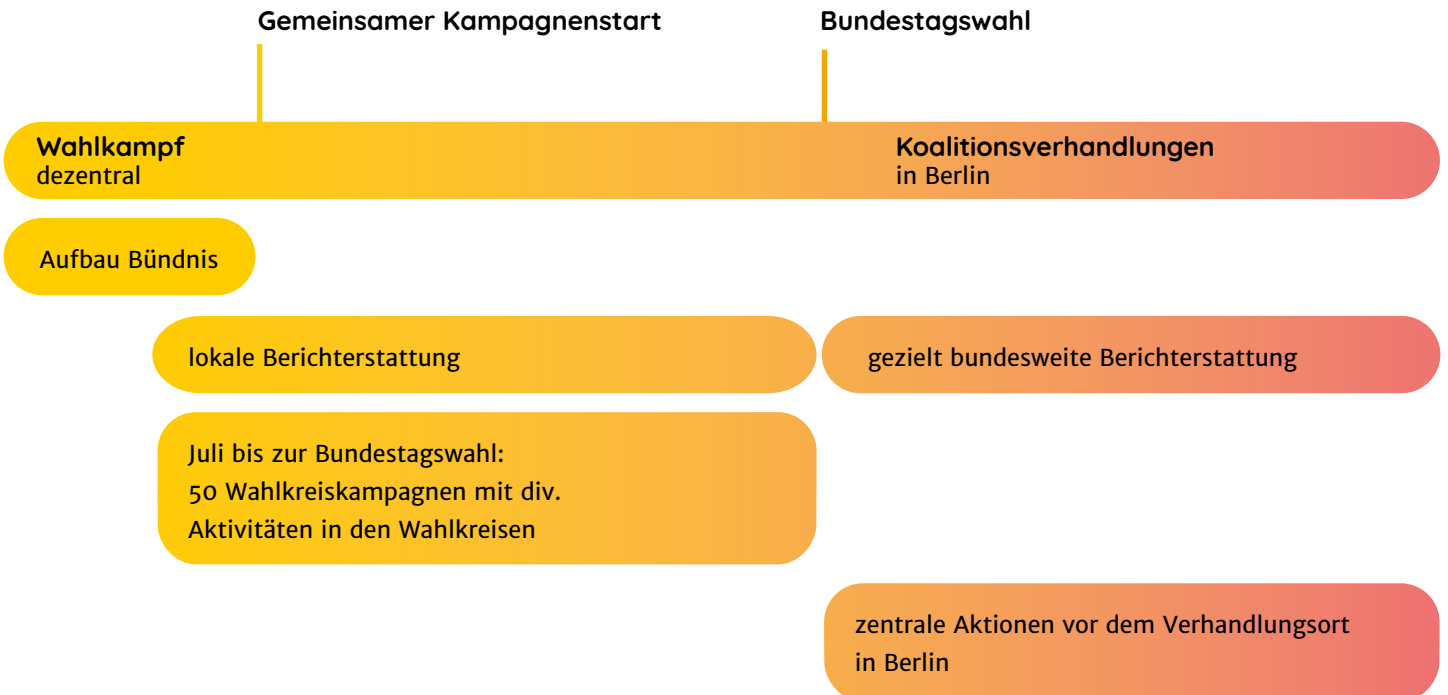 Gemeinsamer Kampagnenstart
Bundestagswahl
Wahlkampf
dezentral
Koalitionsverhandlungen
in Berlin
Aufbau Bündnis
lokale Berichterstattung
gezielt bundesweite Berichterstattung
Juli bis zur Bundestagswahl:
50 Wahlkreiskampagnen mit div.
Aktivitäten in den Wahlkreisen
zentrale Aktionen vor dem Verhandlungsort
in Berlin